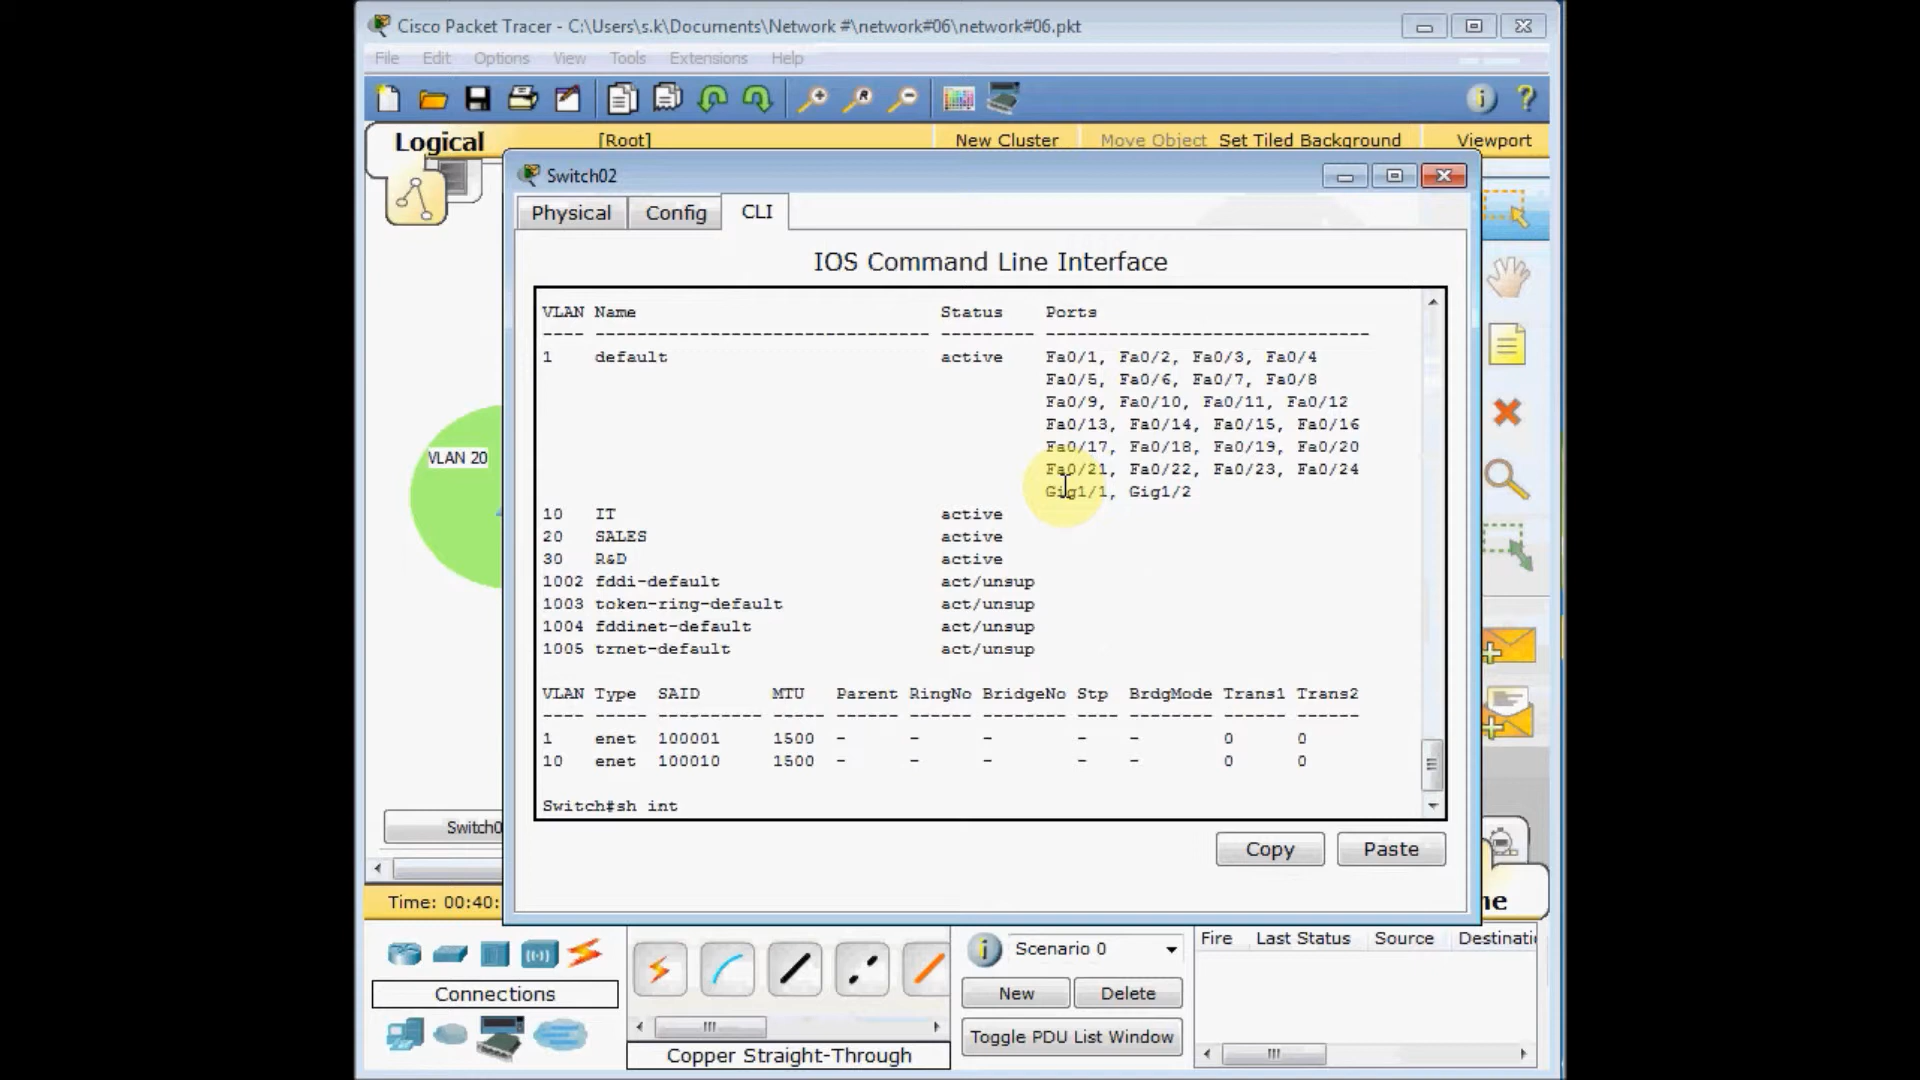 Cisco Packet Tracer - C:\Users\s.k\Documents\Network #\network#06\network#06.pkt
File Edit Options View Tools Extensions Help
Logical [Root] New Cluster Move Object Set Tiled Background Viewport
Switch02
Physical Config CLI
IOS Command Line Interface
VLAN Name Status Ports
---- -------------------------------- --------- -------------------------------
1 default active Fa0/1, Fa0/2, Fa0/3, Fa0/4
Fa0/5, Fa0/6, Fa0/7, Fa0/8
Fa0/9, Fa0/10, Fa0/11, Fa0/12
Fa0/13, Fa0/14, Fa0/15, Fa0/16
Fa0/17, Fa0/18, Fa0/19, Fa0/20
Fa0/21, Fa0/22, Fa0/23, Fa0/24
Gig1/1, Gig1/2
10 IT active
20 SALES active
30 R&D active
1002 fddi-default act/unsup
1003 token-ring-default act/unsup
1004 fddinet-default act/unsup
1005 trnet-default act/unsup
VLAN Type SAID MTU Parent RingNo BridgeNo Stp BrdgMode Trans1 Trans2
---- ----- ---------- ----- ------ ------ -------- ---- -------- ------ ------
1 enet 100001 1500 - - - - - 0 0
10 enet 100010 1500 - - - - - 0 0
Switch#sh int
Copy Paste
VLAN 20
Switch0
Time: 00:40:
ne
Connections
Copper Straight-Through
Scenario 0
New Delete
Toggle PDU List Window
Fire Last Status Source Destinati